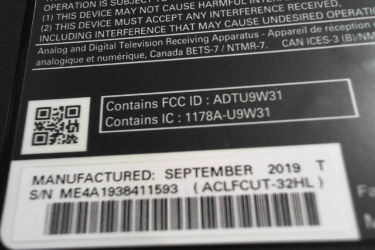 OPERATION IS SUBJECT TO
(1) THIS DEVICE MAY NOT CAUSE HARMFUL INTERFERENCE
(2) THIS DEVICE MUST ACCEPT ANY INTERFERENCE,
INCLUDING INTERFERENCE THAT MAY CAUSE UNDESIRED OPERATION
Analog and Digital Television Receiving Apparatus - Appareil de réception
analogique et numérique, Canada BETS-7 / NTMR-7. CAN ICES-3 (B)/NM
Contains FCC ID : ADTU9W31
Contains IC : 1178A-U9W31
MANUFACTURED: SEPTEMBER 2019 T
S/N ME4A1938411593 (ACLFCUT-32HL)